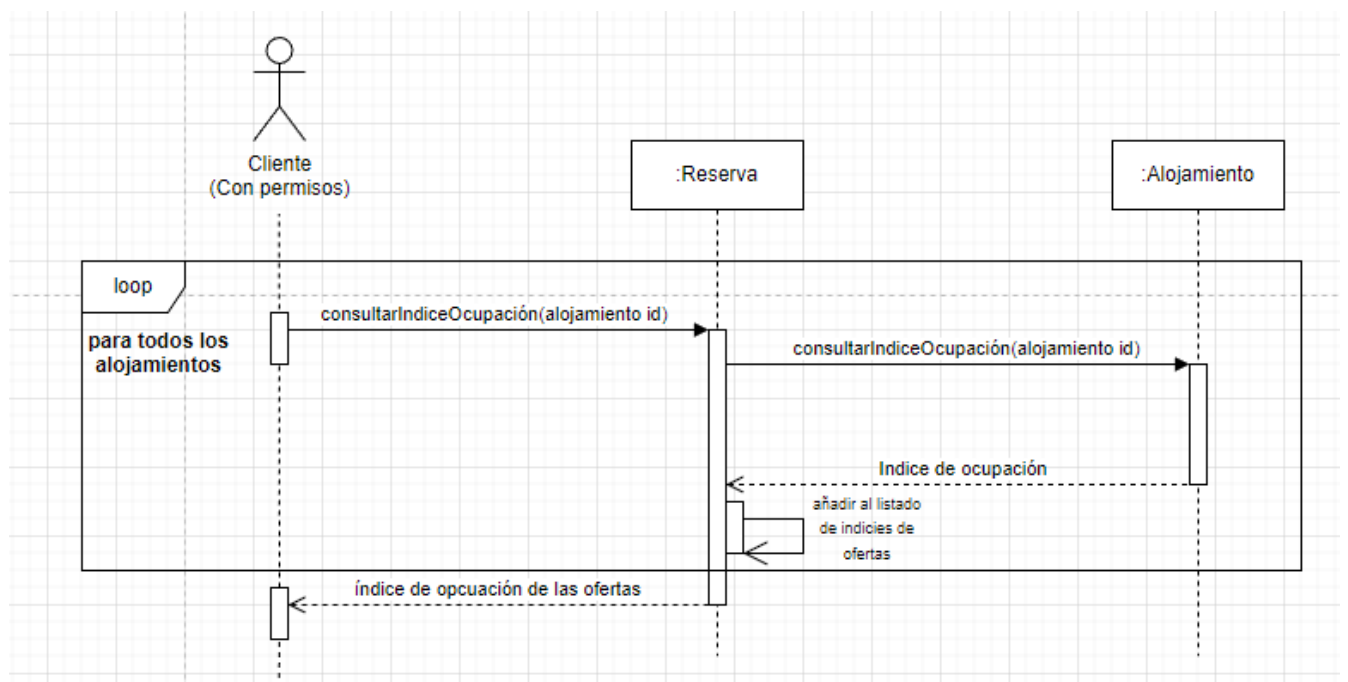 Cliente
(Con permisos)
:Reserva
:Alojamiento
loop
para todos los
alojamientos
consultarIndiceOcupación(alojamiento id)
consultarIndiceOcupación(alojamiento id)
Indice de ocupación
añadir al listado
de indicies de
ofertas
índice de opcuación de las ofertas